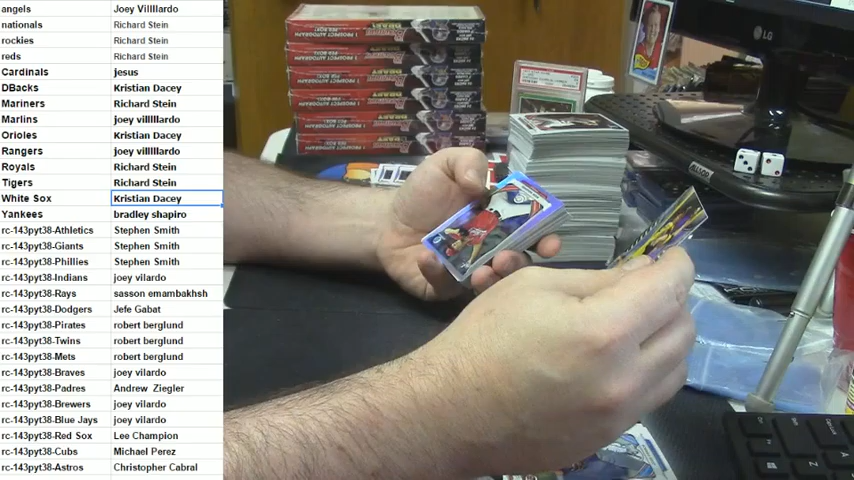 angels Joey Villlllardo
nationals Richard Stein
rockies Richard Stein
reds Richard Stein
Cardinals jesus
DBacks Kristian Dacey
Mariners Richard Stein
Marlins joey villlllardo
Orioles Kristian Dacey
Rangers joey villlllardo
Royals Richard Stein
Tigers Richard Stein
White Sox Kristian Dacey
Yankees bradley shapiro
rc-143pyt38-Athletics Stephen Smith
rc-143pyt38-Giants Stephen Smith
rc-143pyt38-Phillies Stephen Smith
rc-143pyt38-Indians joey vilardo
rc-143pyt38-Rays sasson emambakhsh
rc-143pyt38-Dodgers Jefe Gabat
rc-143pyt38-Pirates robert berglund
rc-143pyt38-Twins robert berglund
rc-143pyt38-Mets robert berglund
rc-143pyt38-Braves joey vilardo
rc-143pyt38-Padres Andrew Ziegler
rc-143pyt38-Brewers joey vilardo
rc-143pyt38-Blue Jays joey vilardo
rc-143pyt38-Red Sox Lee Champion
rc-143pyt38-Cubs Michael Perez
rc-143pyt38-Astros Christopher Cabral
LG